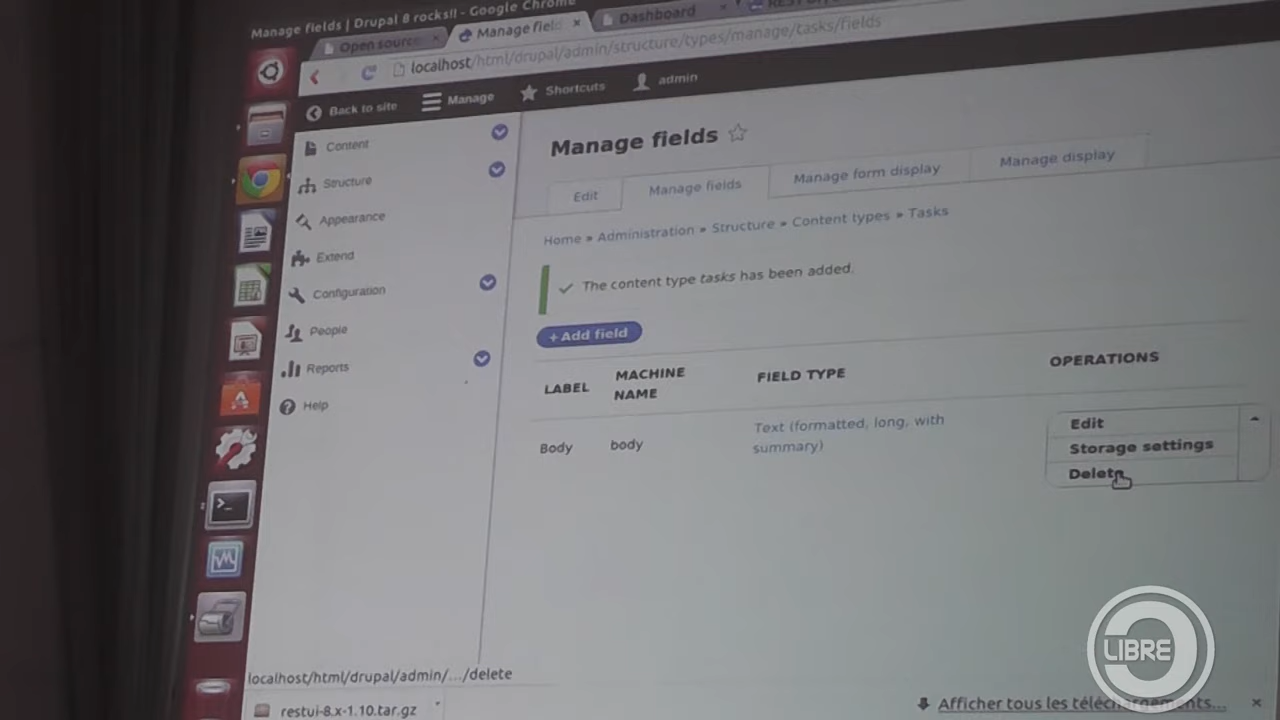 Manage fields | Drupal 8 rocks!! - Google Chrome
Open source
Manage fiel
Dashboard
localhost/html/drupal/admin/structure/types/manage/tasks/fields
Back to site
Manage
Shortcuts
admin
Content
Structure
Appearance
Extend
Configuration
People
Reports
Help
Manage fields
Edit
Manage fields
Manage form display
Manage display
Home » Administration » Structure » Content types » Tasks
The content type tasks has been added.
+ Add field
LABEL
MACHINE NAME
FIELD TYPE
OPERATIONS
Body
body
Text (formatted, long, with summary)
Edit
Storage settings
Delete
localhost/html/drupal/admin/.../delete
restui-8.x-1.10.tar.gz
Afficher tous les téléchargements...
LIBRE